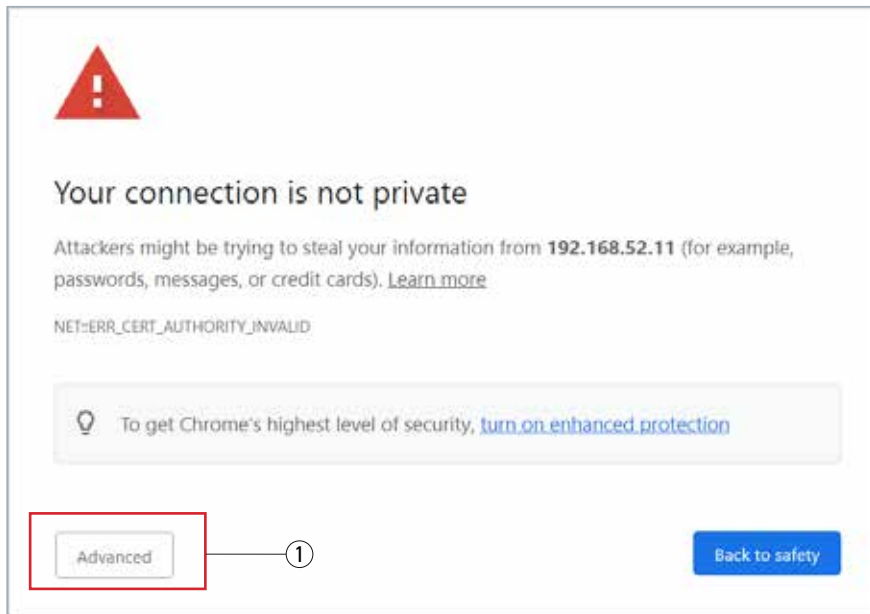 !
Your connection is not private
Attackers might be trying to steal your information from 192.168.52.11 (for example,
passwords, messages, or credit cards). Learn more
NET::ERR_CERT_AUTHORITY_INVALID
To get Chrome's highest level of security, turn on enhanced protection
Advanced
①
Back to safety